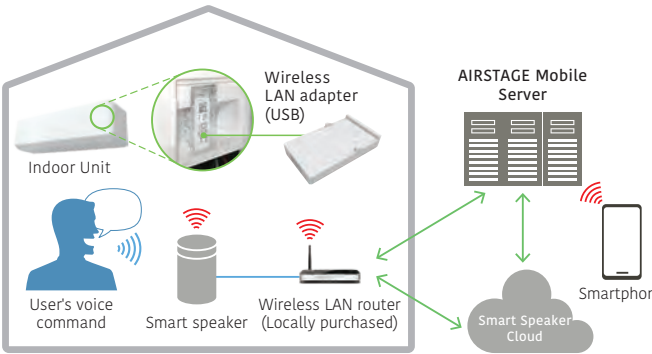 Wireless
LAN adapter
(USB)
AIRSTAGE Mobile
Server
Indoor Unit
User's voice
command
Smart speaker
Wireless LAN router
(Locally purchased)
Smart Speaker
Cloud
Smartphor